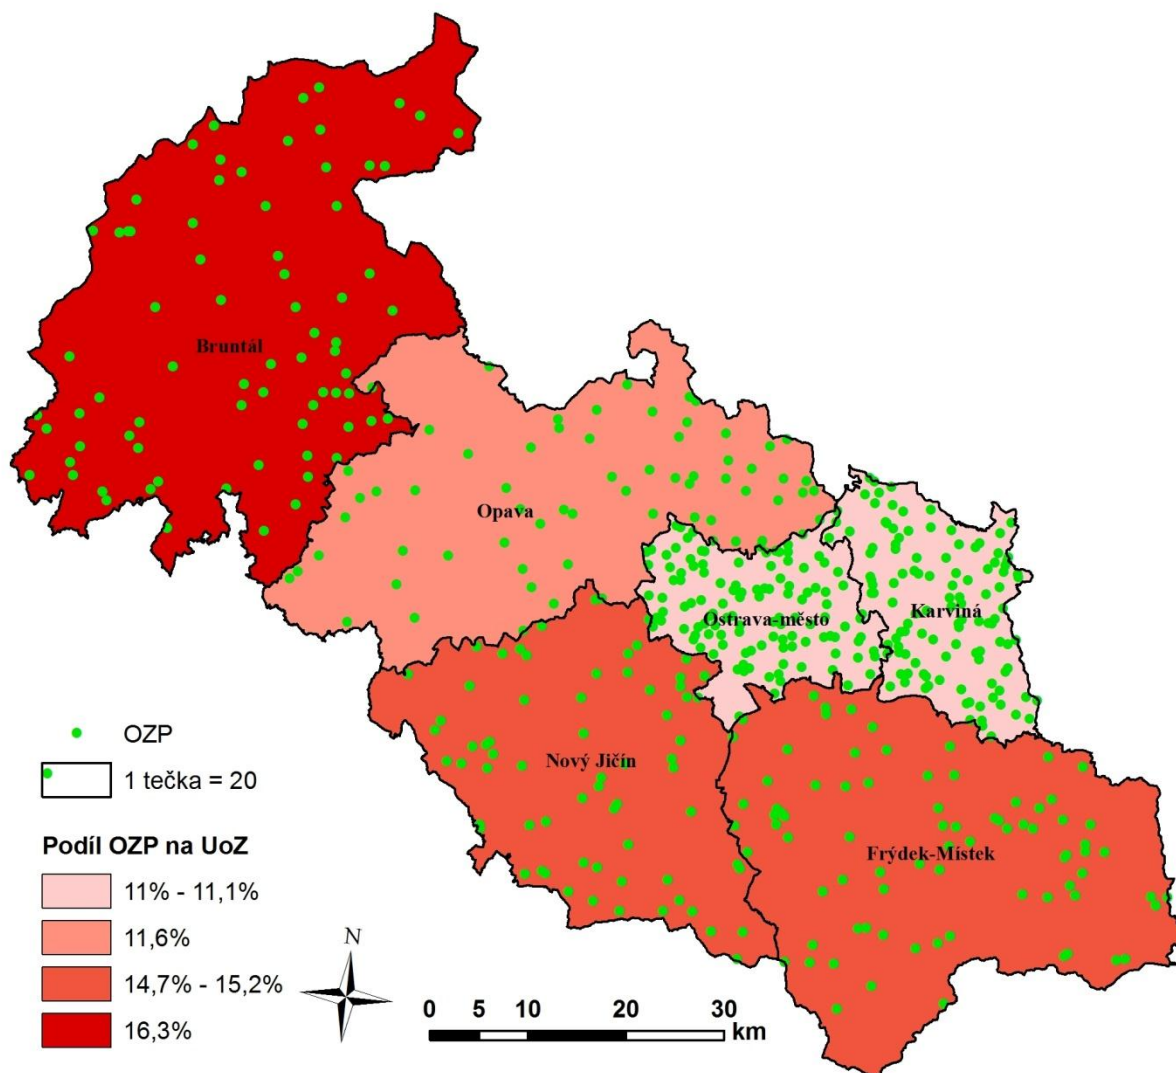 Bruntál
Opava
Karviná
Ostrava-město
Nový Jičín
Frýdek-Místek
OZP
1 tečka = 20
Podíl OZP na UoZ
11% - 11,1%
11,6%
14,7% - 15,2%
16,3%
N
0 5 10 20 30
km